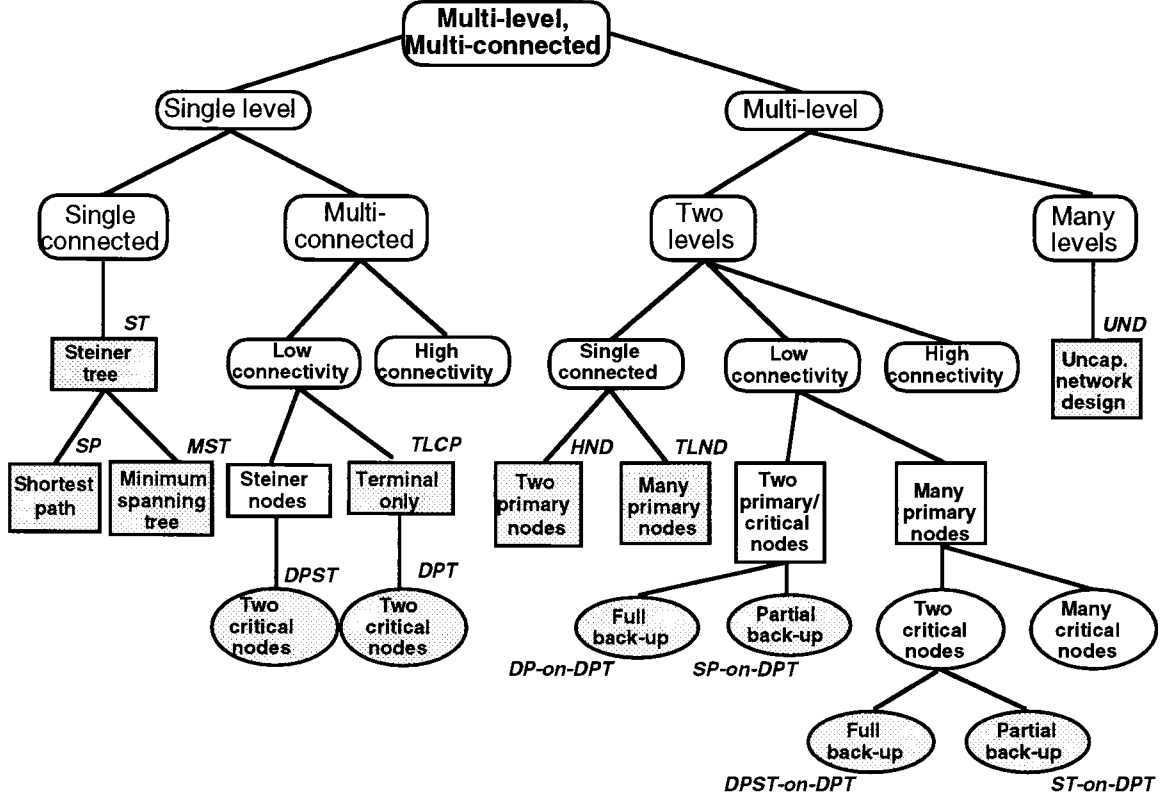 Multi-level,
Multi-connected
Single level
Multi-level
Single
connected
Multi-
connected
Two
levels
Many
levels
ST
UND
Steiner
tree
Low
connectivity
High
connectivity
Single
connected
Low
connectivity
High
connectivity
Uncap.
network
design
SP
MST
TLCP
HND
TLND
Shortest
path
Minimum
spanning
tree
Steiner
nodes
Terminal
only
Two
primary
nodes
Many
primary
nodes
Two
primary/
critical
nodes
Many
primary
nodes
DPST
DPT
Two
critical
nodes
Two
critical
nodes
Full
back-up
Partial
back-up
Two
critical
nodes
Many
critical
nodes
DP-on-DPT
SP-on-DPT
Full
back-up
Partial
back-up
DPST-on-DPT
ST-on-DPT